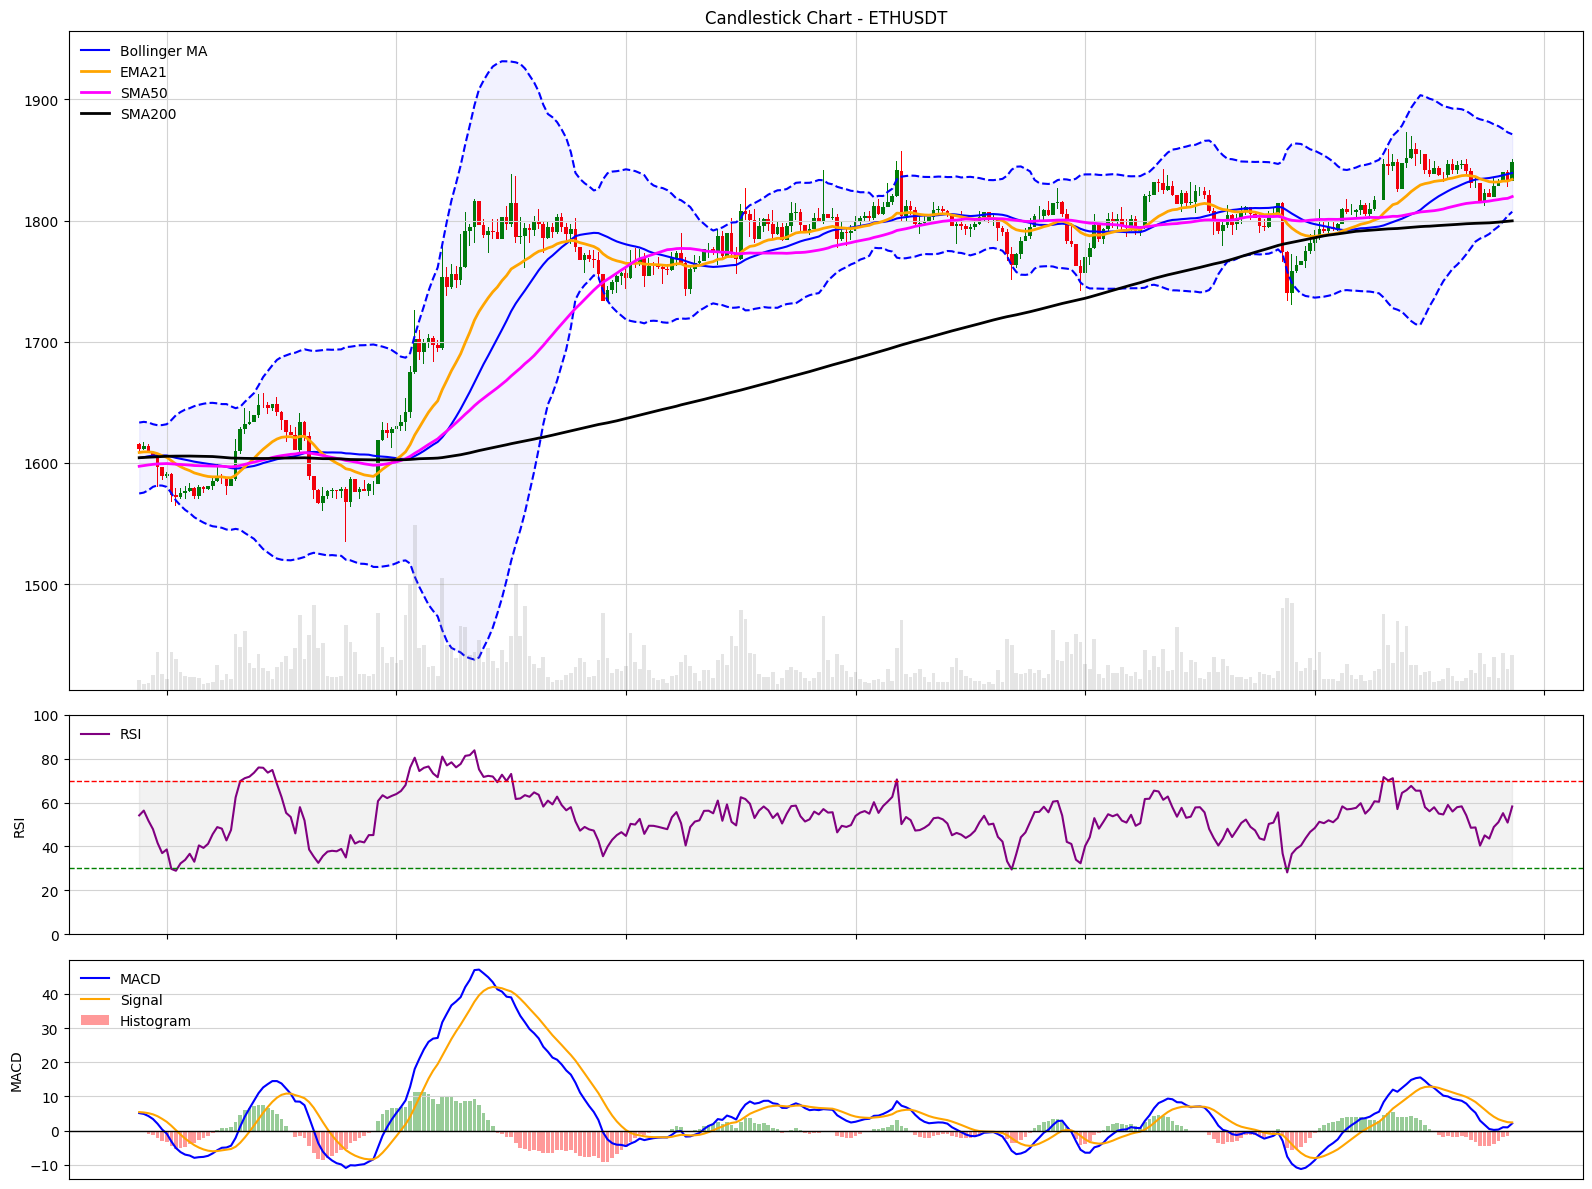 Candlestick Chart - ETHUSDT
Bollinger MA
EMA21
SMA50
SMA200
1900
1800
1700
1600
1500
RSI
100
80
60
40
20
0
RSI
MACD
Signal
Histogram
40
30
20
10
0
−10
MACD